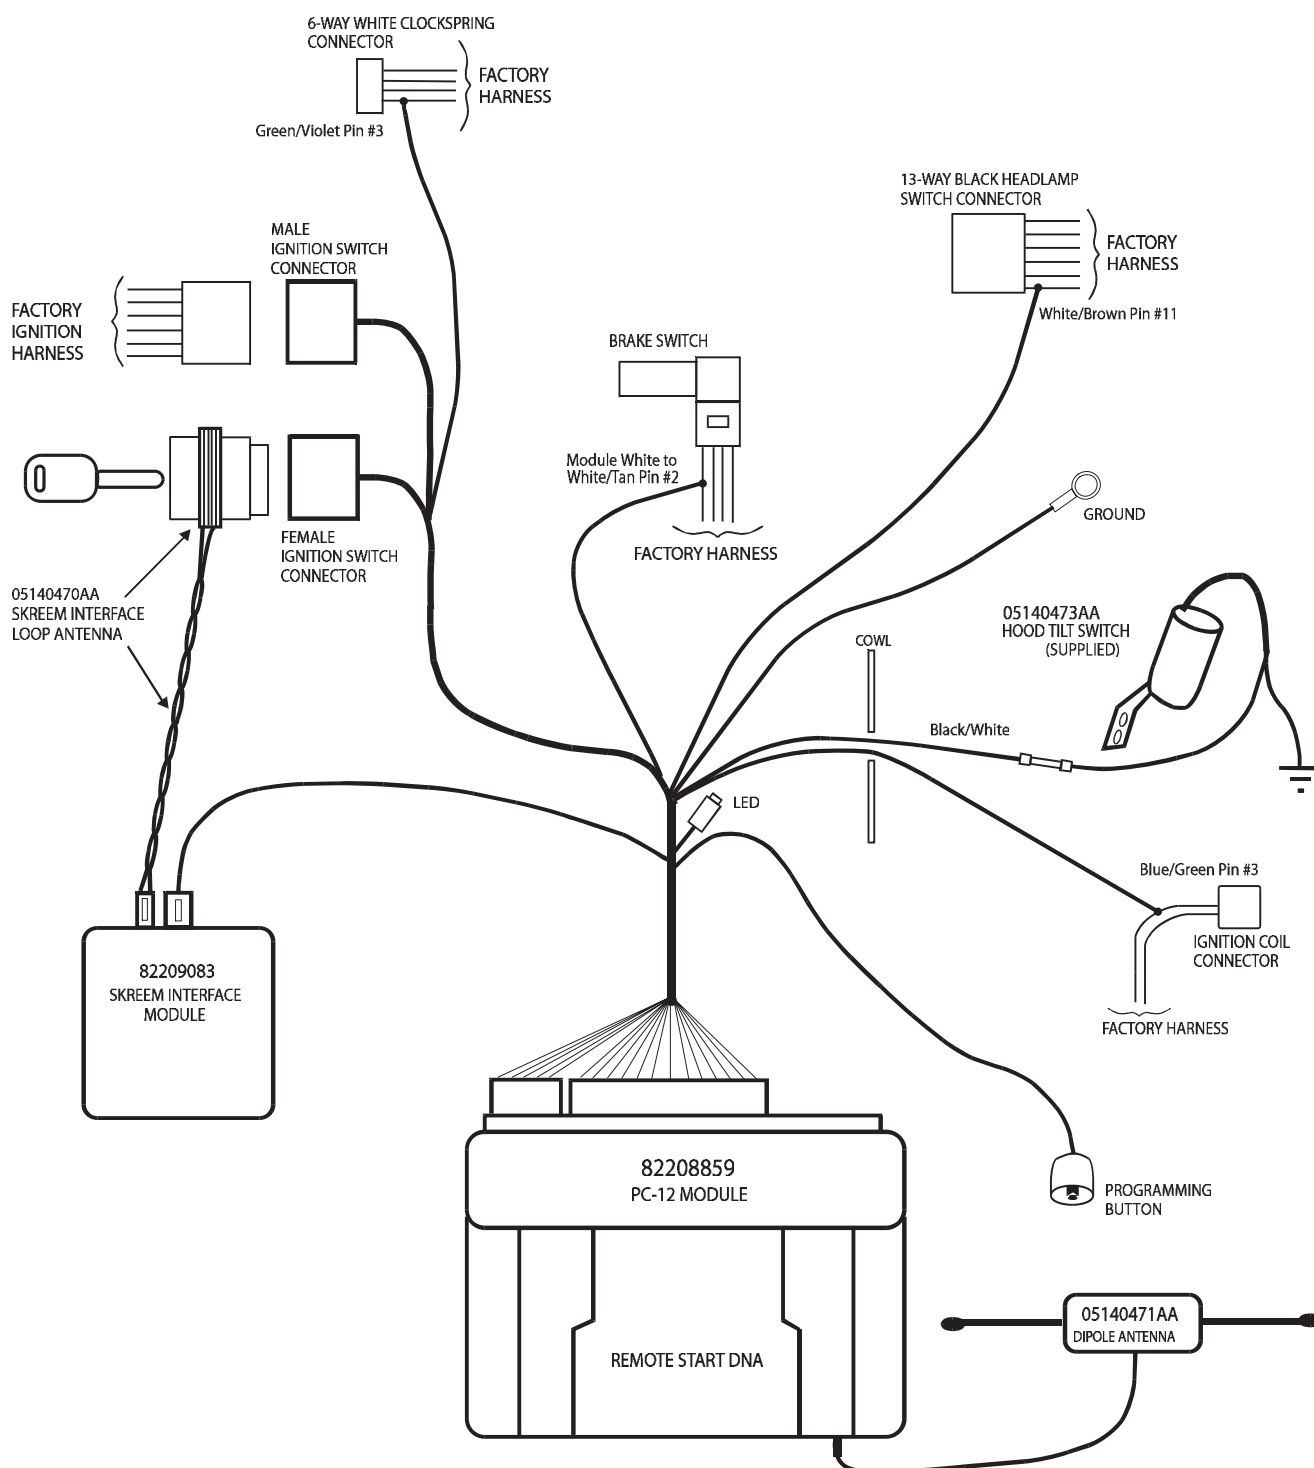 6-WAY WHITE CLOCKSPRING
CONNECTOR
FACTORY
HARNESS
Green/Violet Pin #3
13-WAY BLACK HEADLAMP
SWITCH CONNECTOR
FACTORY
HARNESS
White/Brown Pin #11
MALE
IGNITION SWITCH
CONNECTOR
FACTORY
IGNITION
HARNESS
BRAKE SWITCH
Module White to
White/Tan Pin #2
FACTORY HARNESS
GROUND
FEMALE
IGNITION SWITCH
CONNECTOR
05140470AA
SKREEM INTERFACE
LOOP ANTENNA
05140473AA
HOOD TILT SWITCH
(SUPPLIED)
COWL
Black/White
LED
Blue/Green Pin #3
IGNITION COIL
CONNECTOR
FACTORY HARNESS
82209083
SKREEM INTERFACE
MODULE
82208859
PC-12 MODULE
PROGRAMMING
BUTTON
REMOTE START DNA
05140471AA
DIPOLE ANTENNA